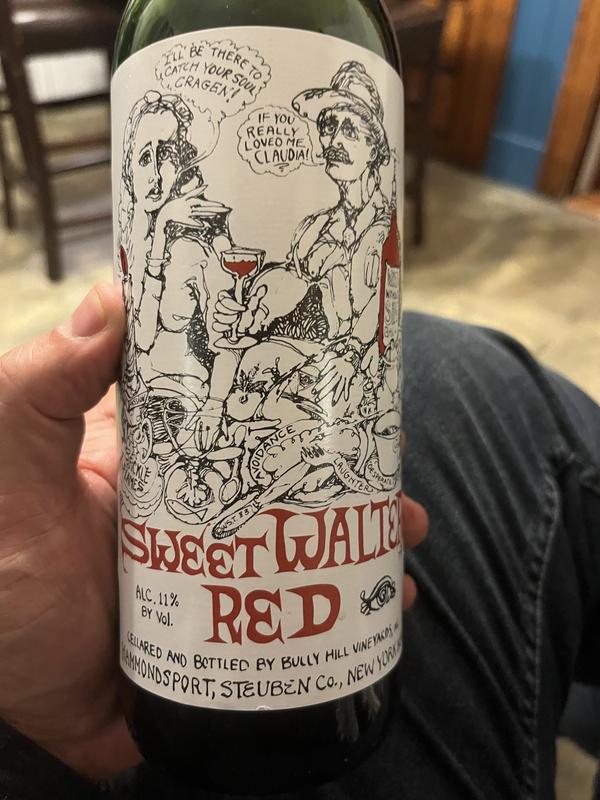 I'LL BE THERE TO
CATCH YOUR SOUL
CRAGEN!
IF YOU
REALLY
LOVED ME,
CLAUDIA!
AVOIDANCE
LAUGHTER
SWEET WALTER
RED
ALC. 11%
BY VOL.
CELLARED AND BOTTLED BY BULLY HILL VINEYARDS,
HAMMONDSPORT, STEUBEN CO., NEW YORK